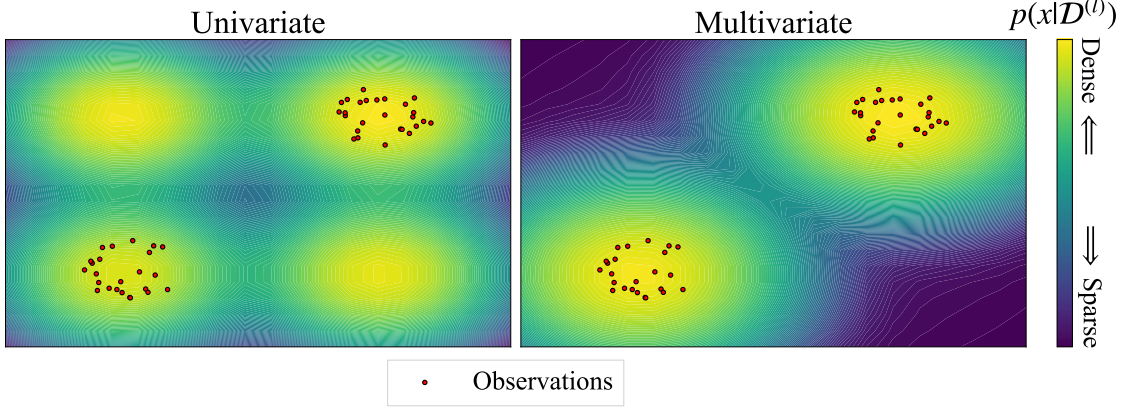 Univariate
Multivariate
p(x|𝒟⁽ˡ⁾)
Dense ⇒
⇒ Sparse
Observations